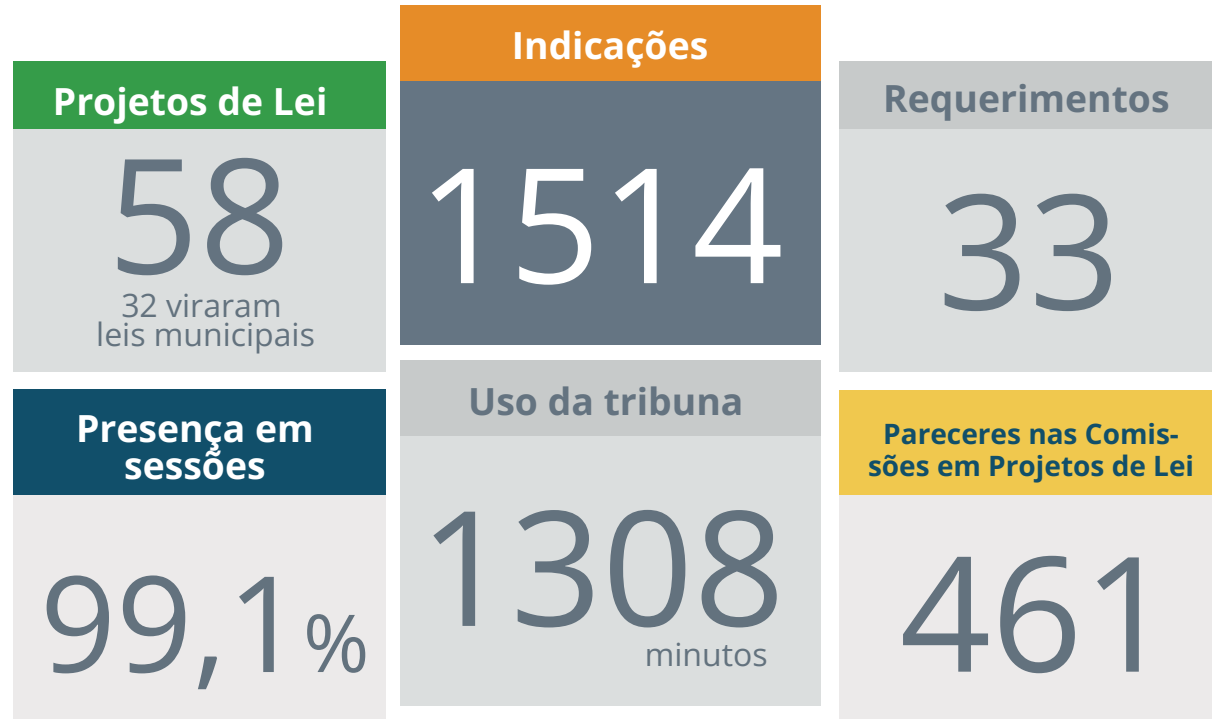 Projetos de Lei
58
32 viraram
leis municipais
Indicações
1514
Requerimentos
33
Presença em
sessões
99,1%
Uso da tribuna
1308
minutos
Pareceres nas Comis-
sões em Projetos de Lei
461